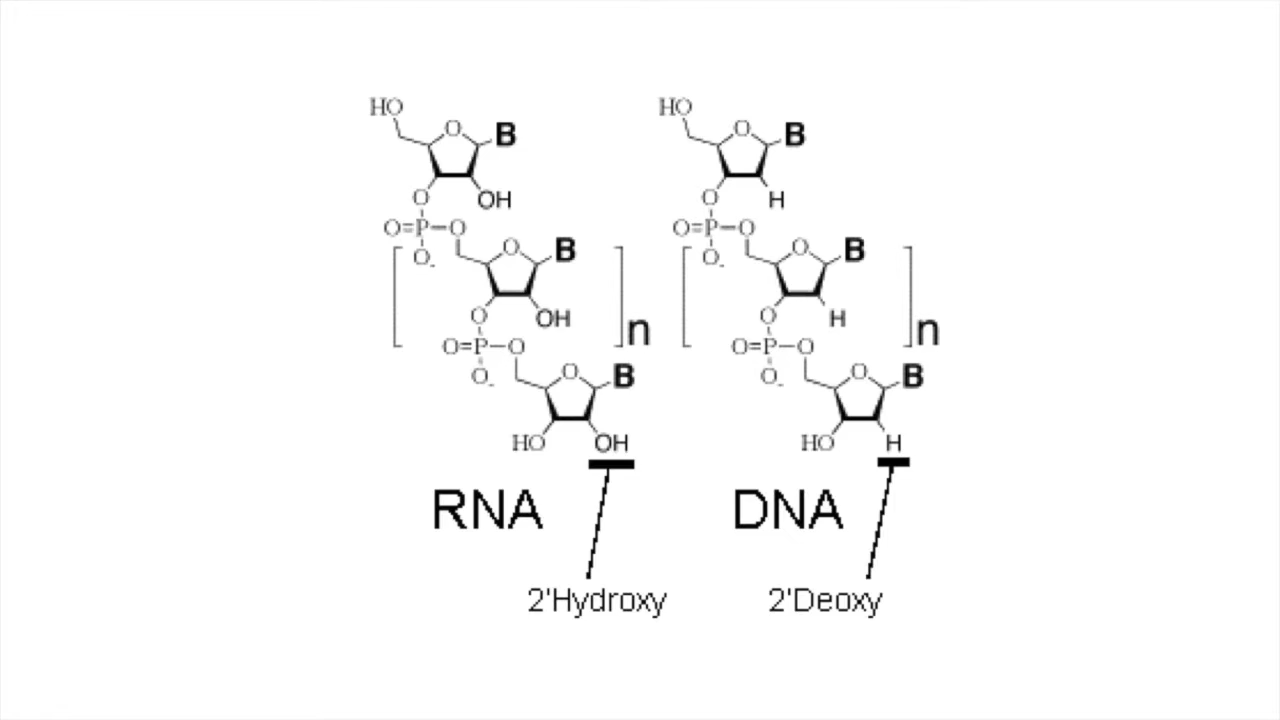 HO HO
O B O B
O OH O H
O=P-O O=P-O
O- O B O- O B
O OH n O H n
O=P-O O=P-O
O- O B O- O B
HO OH HO H
RNA DNA
2'Hydroxy 2'Deoxy